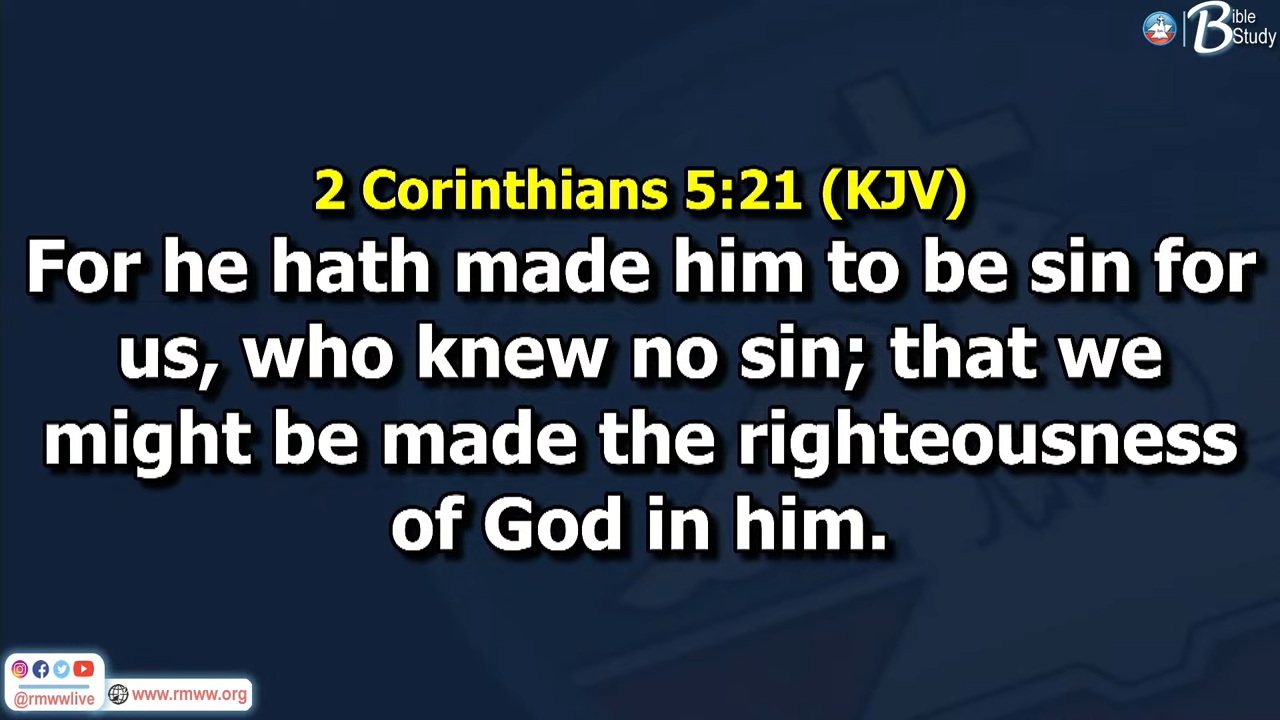 Bible
Study
2 Corinthians 5:21 (KJV)
For he hath made him to be sin for
us, who knew no sin; that we
might be made the righteousness
of God in him.
@rmwwlive
www.rmww.org